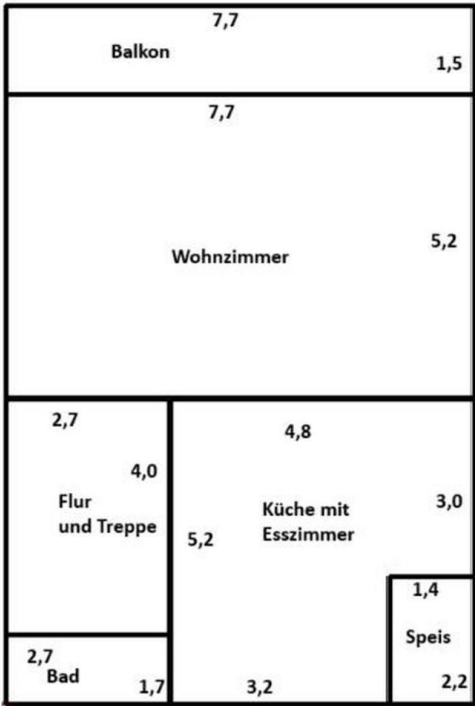 7,7
Balkon
1,5
7,7
5,2
Wohnzimmer
2,7
4,8
4,0
Flur
und Treppe
Küche mit
Esszimmer
3,0
5,2
1,4
Speis
2,7
Bad
1,7
3,2
2,2